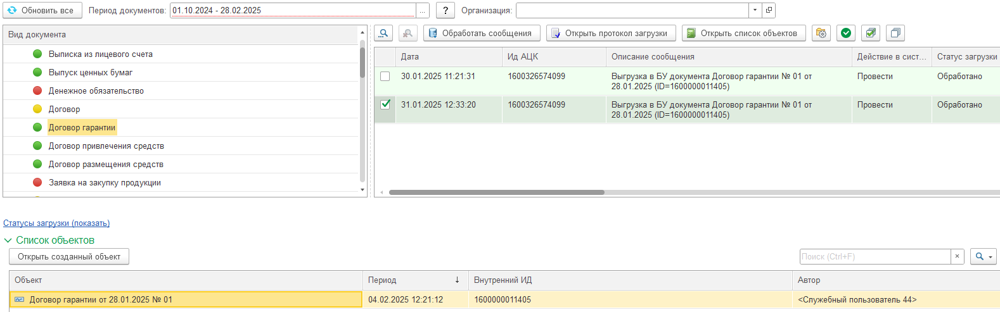 Обновить все Период документов: 01.10.2024 - 28.02.2025 ... ? Организация:
Вид документа
Выписка из лицевого счета
Выпуск ценных бумаг
Денежное обязательство
Договор
Договор гарантии
Договор привлечения средств
Договор размещения средств
Заявка на закупку продукции
Обработать сообщения Открыть протокол загрузки Открыть список объектов
Дата Ид АЦК Описание сообщения Действие в сист... Статус загрузки
30.01.2025 11:21:31 1600326574099 Выгрузка в БУ документа Договор гарантии № 01 от Провести Обработано
28.01.2025 (ID=1600000011405)
31.01.2025 12:33:20 1600326574099 Выгрузка в БУ документа Договор гарантии № 01 от Провести Обработано
28.01.2025 (ID=1600000011405)
Статусы загрузки (показать)
Список объектов
Открыть созданный объект Поиск (Ctrl+F) ×
Объект Период ↓ Внутренний ИД Автор
Договор гарантии от 28.01.2025 № 01 04.02.2025 12:21:12 1600000011405 <Служебный пользователь 44>